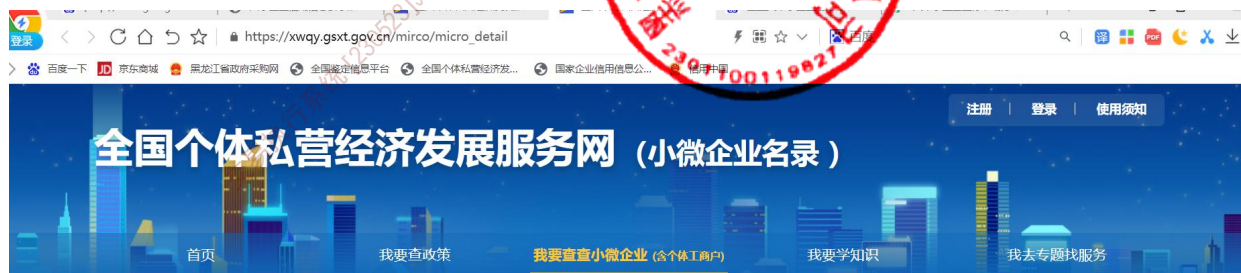 登录
https://xwqy.gsxt.gov.cn/mirco/micro_detail
百度
译
PDF
百度一下 JD 京东商城 黑龙江省政府采购网 全国鉴定信息平台 全国个体私营经济发... 国家企业信用信息公... 信用中国
2301100119827
注册 | 登录 | 使用须知
全国个体私营经济发展服务网（小微企业名录）
首页 我要查政策 我要查查小微企业 (含个体工商户) 我要学知识 我去专题找服务